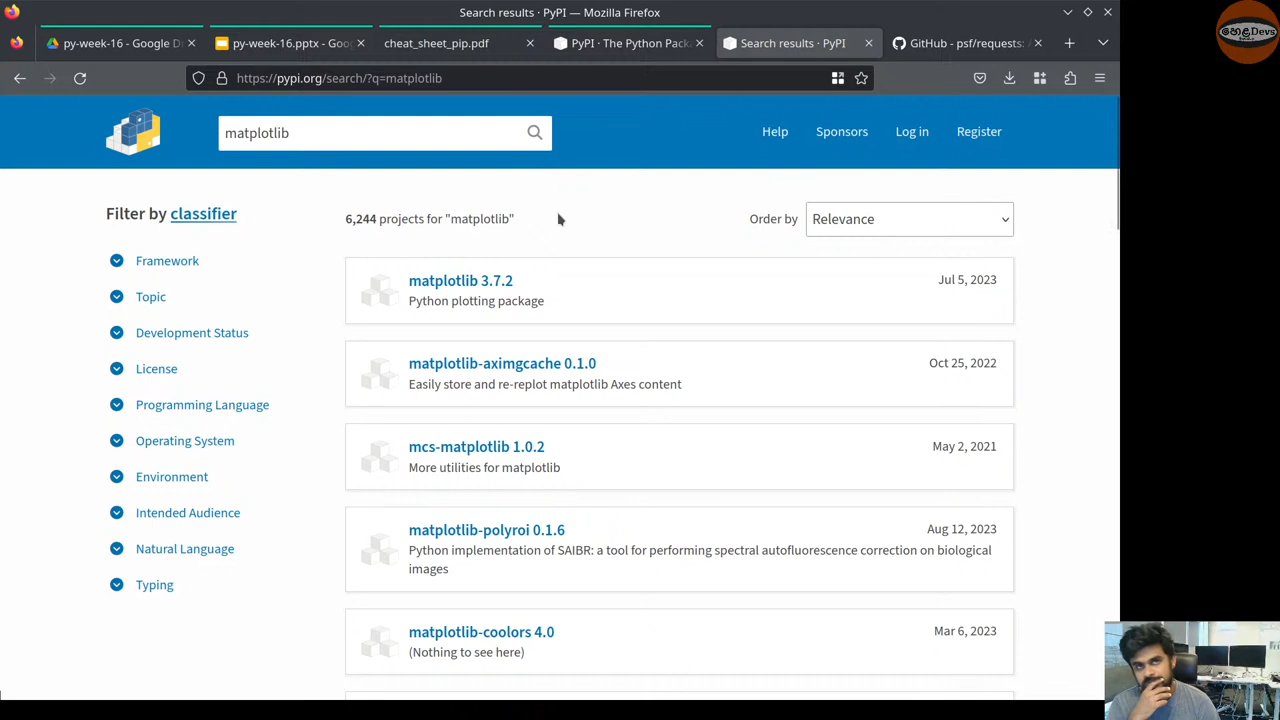 Search results · PyPI — Mozilla Firefox
py-week-16 - Google D
py-week-16.pptx - Goog
cheat_sheet_pip.pdf
PyPI · The Python Pack
Search results · PyPI
GitHub - psf/requests: A
https://pypi.org/search/?q=matplotlib
හෙළDevs
matplotlib
Help
Sponsors
Log in
Register
Filter by classifier
6,244 projects for "matplotlib"
Order by
Relevance
Framework
Topic
Development Status
License
Programming Language
Operating System
Environment
Intended Audience
Natural Language
Typing
matplotlib 3.7.2
Jul 5, 2023
Python plotting package
matplotlib-aximgcache 0.1.0
Oct 25, 2022
Easily store and re-replot matplotlib Axes content
mcs-matplotlib 1.0.2
May 2, 2021
More utilities for matplotlib
matplotlib-polyroi 0.1.6
Aug 12, 2023
Python implementation of SAIBR: a tool for performing spectral autofluorescence correction on biological
images
matplotlib-coolors 4.0
Mar 6, 2023
(Nothing to see here)